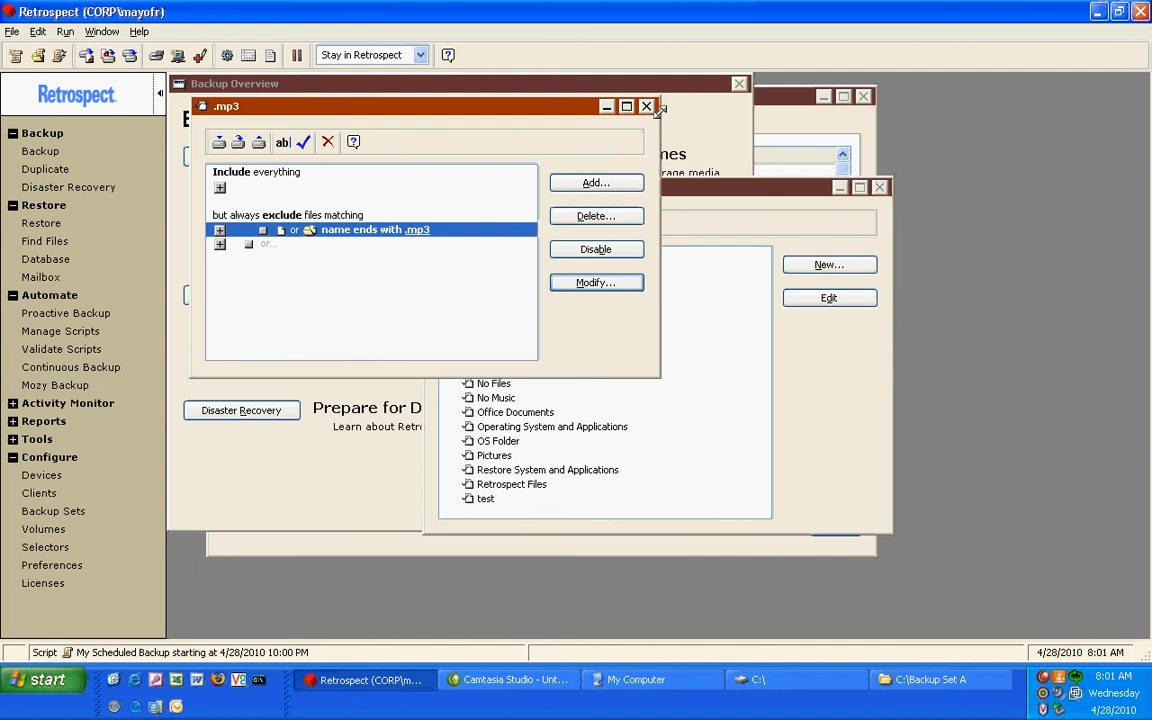 Retrospect (CORP\mayofr)
File Edit Run Window Help
Stay in Retrospect
Retrospect.
Backup
Backup
Duplicate
Disaster Recovery
Restore
Restore
Find Files
Database
Mailbox
Automate
Proactive Backup
Manage Scripts
Validate Scripts
Continuous Backup
Mozy Backup
Activity Monitor
Reports
Tools
Configure
Devices
Clients
Backup Sets
Volumes
Selectors
Preferences
Licenses
Backup Overview
mes
rage media
Disaster Recovery
Prepare for D
Learn about Retro
.mp3
ab|
Include everything
but always exclude files matching
or name ends with .mp3
or...
Add...
Delete...
Disable
Modify...
New...
Edit
No Files
No Music
Office Documents
Operating System and Applications
OS Folder
Pictures
Restore System and Applications
Retrospect Files
test
Script My Scheduled Backup starting at 4/28/2010 10:00 PM
4/28/2010 8:01 AM
start
Retrospect (CORP\m...
Camtasia Studio - Unt...
My Computer
C:\
C:\Backup Set A
8:01 AM
Wednesday
4/28/2010